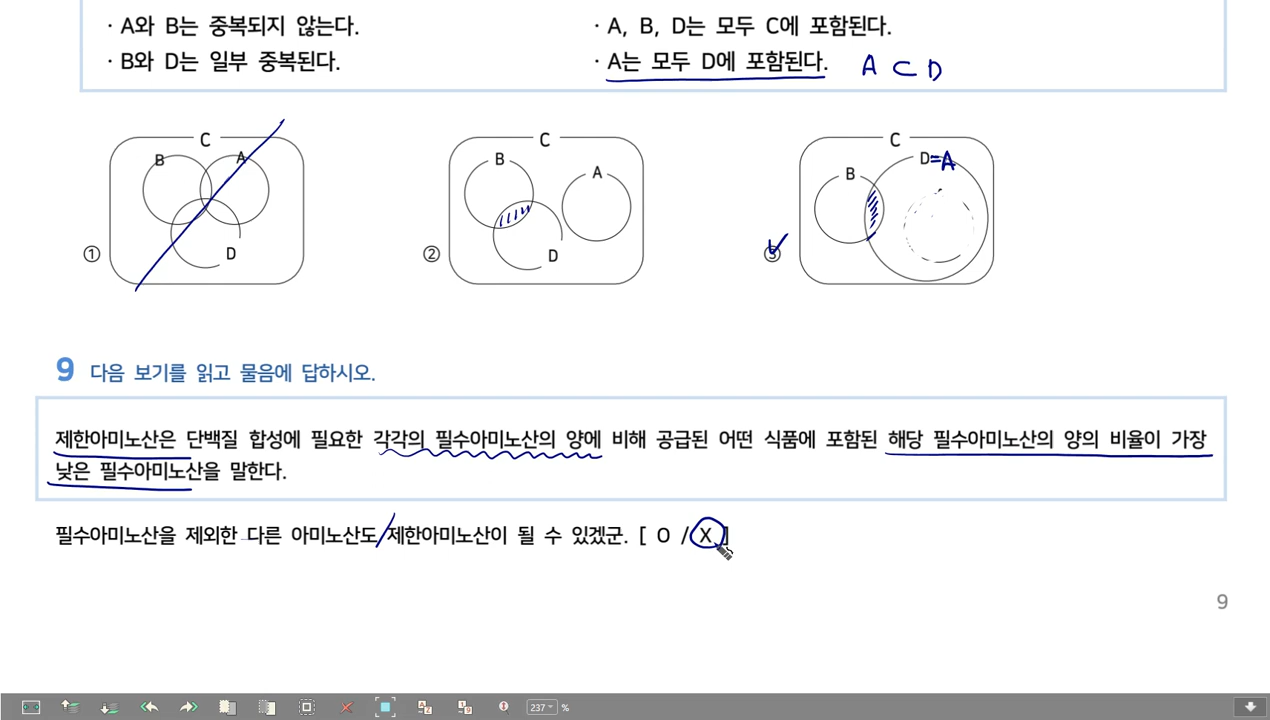 · A와 B는 중복되지 않는다.
· A, B, D는 모두 C에 포함된다.
· B와 D는 일부 중복된다.
· A는 모두 D에 포함된다. A ⊂ D
C
B
A
D
①
C
B
A
D
②
C
D=A
B
③
9 다음 보기를 읽고 물음에 답하시오.
제한아미노산은 단백질 합성에 필요한 각각의 필수아미노산의 양에 비해 공급된 어떤 식품에 포함된 해당 필수아미노산의 양의 비율이 가장
낮은 필수아미노산을 말한다.
필수아미노산을 제외한 다른 아미노산도 제한아미노산이 될 수 있겠군. [ O / X ]
9
237 %